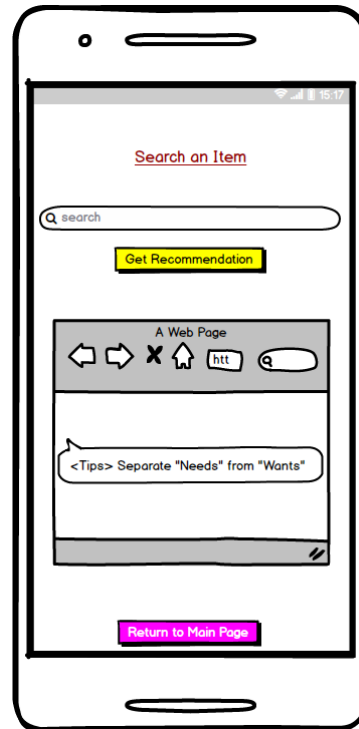 15:17
Search an Item
search
Get Recommendation
A Web Page
htt
<Tips> Separate "Needs" from "Wants"
Return to Main Page